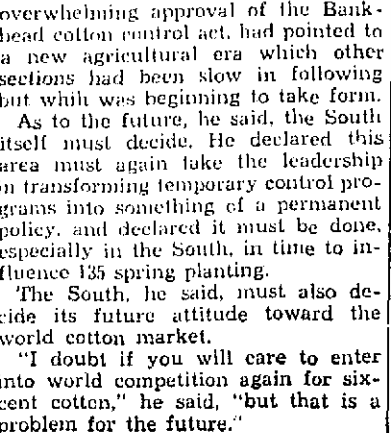 overwhelming approval of the Bank-
head cotton control act, had pointed to
a new agricultural era which other
sections had been slow in following
but whih was beginning to take form.
As to the future, he said, the South
itself must decide. He declared this
area must again take the leadership
n transforming temporary control pro-
grams into something of a permanent
policy, and declared it must be done,
especially in the South, in time to in-
fluence 135 spring planting.
The South, he said, must also de-
cide its future attitude toward the
world cotton market.
"I doubt if you will care to enter
into world competition again for six-
cent cotton," he said, "but that is a
problem for the future."